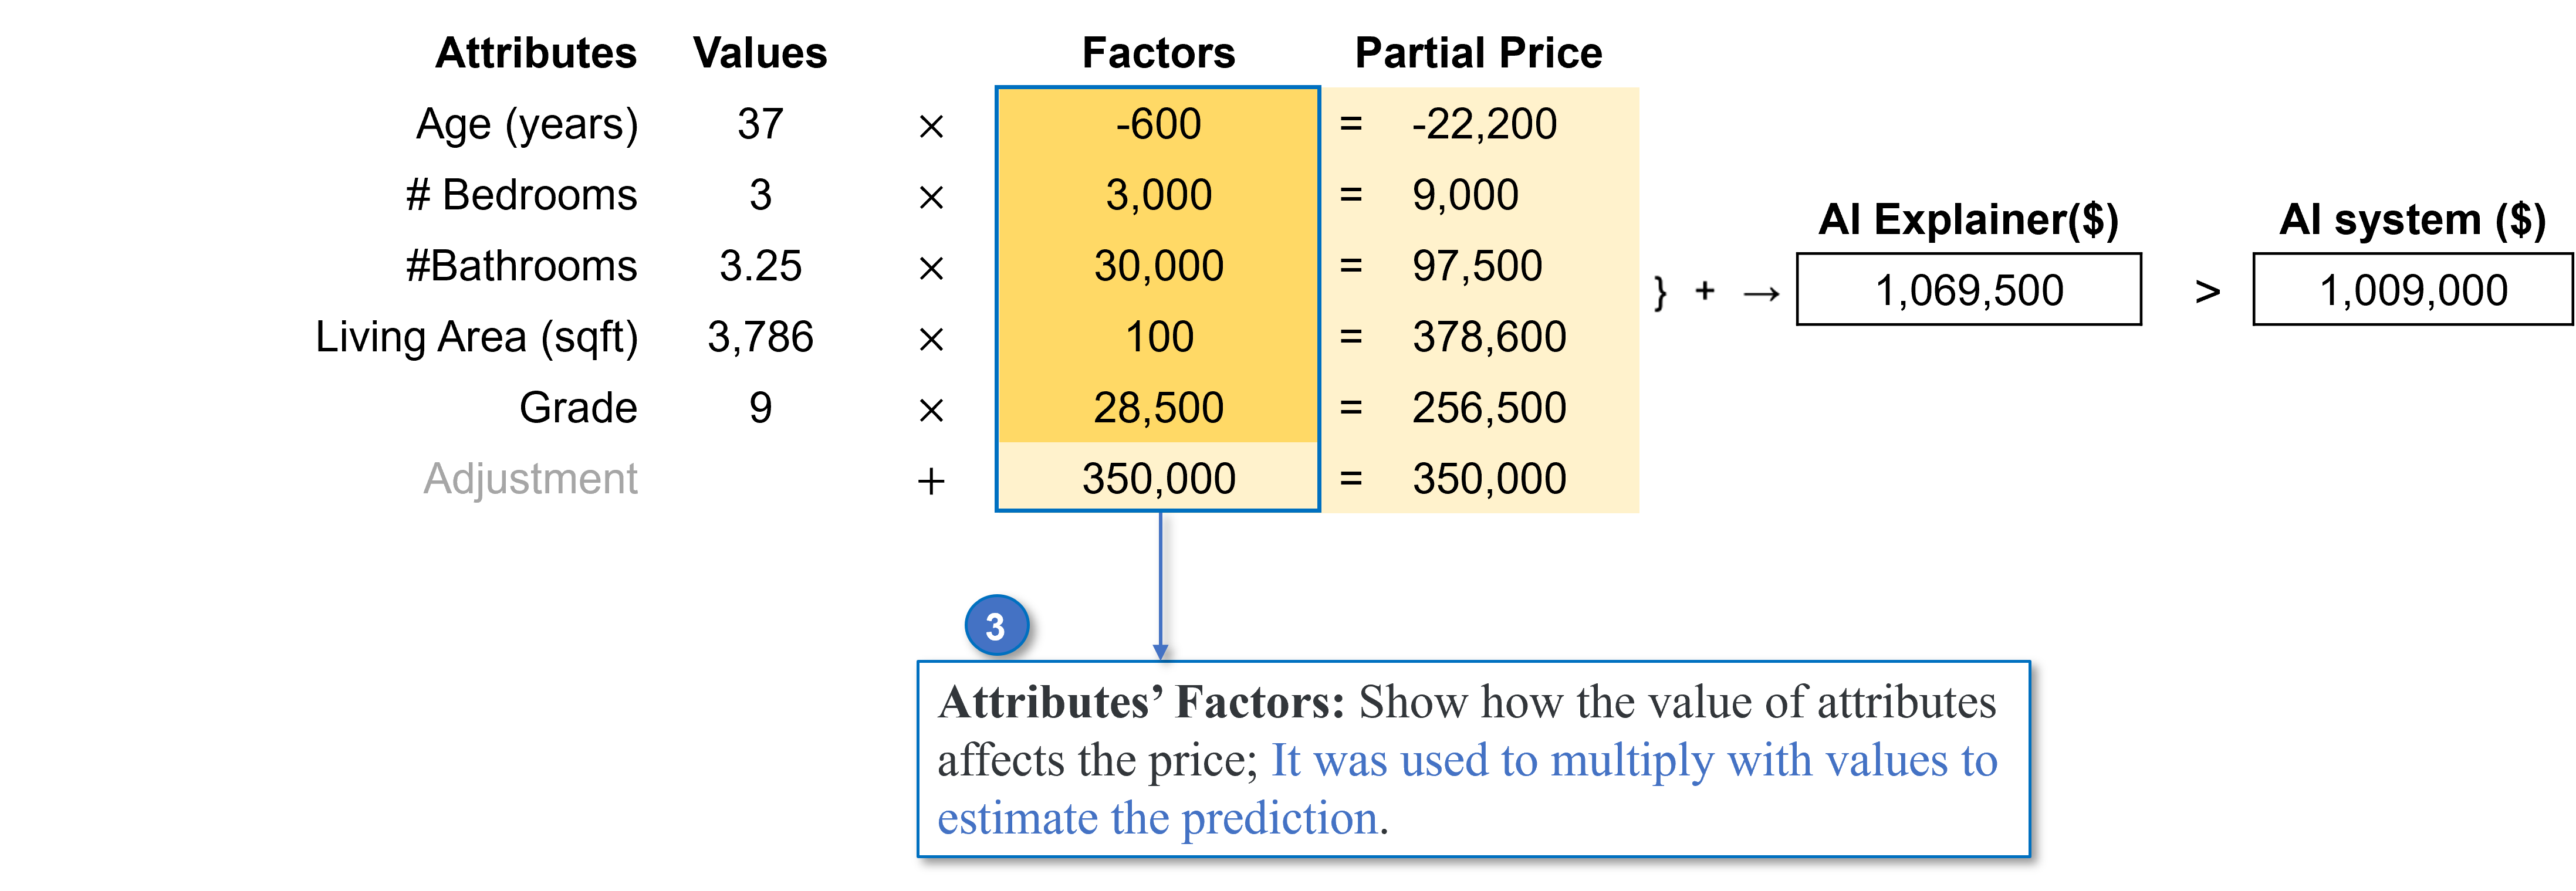 Attributes Values Factors Partial Price
Age (years) 37 × -600 = -22,200
# Bedrooms 3 × 3,000 = 9,000
#Bathrooms 3.25 × 30,000 = 97,500
Living Area (sqft) 3,786 × 100 = 378,600
Grade 9 × 28,500 = 256,500
Adjustment + 350,000 = 350,000
AI Explainer($) AI system ($)
} + → 1,069,500 > 1,009,000
3
Attributes’ Factors: Show how the value of attributes
affects the price; It was used to multiply with values to
estimate the prediction.